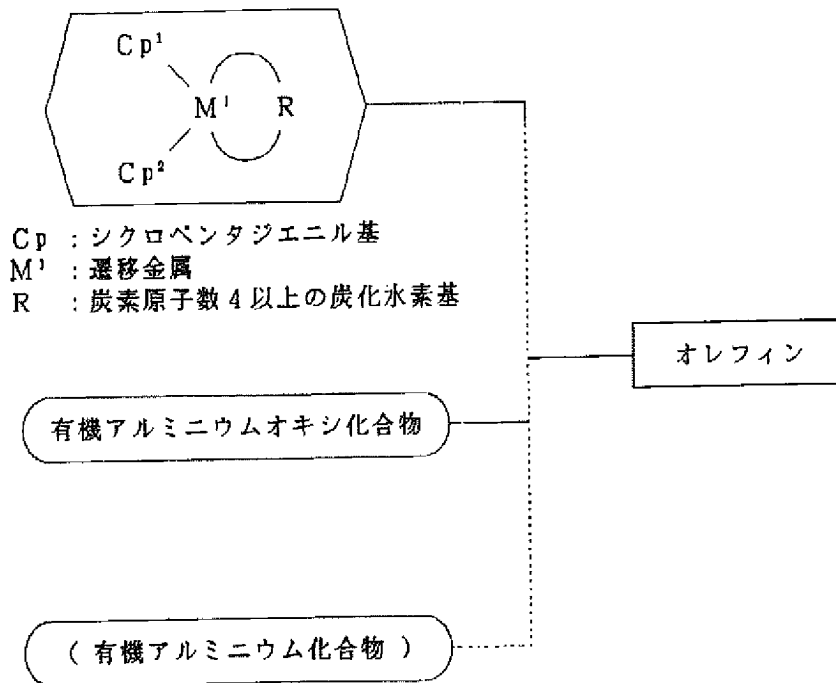 Cp¹
M¹ R
Cp²
Cp : シクロペンタジエニル基
M¹ : 遷移金属
R : 炭素原子数4以上の炭化水素基
オレフィン
有機アルミニウムオキシ化合物
( 有機アルミニウム化合物 )